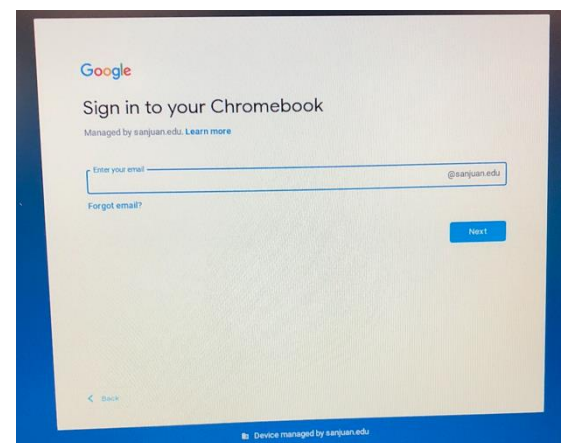 Google
Sign in to your Chromebook
Managed by sanjuan.edu. Learn more
Enter your email
@sanjuan.edu
Forgot email?
Next
Back
Device managed by sanjuan.edu